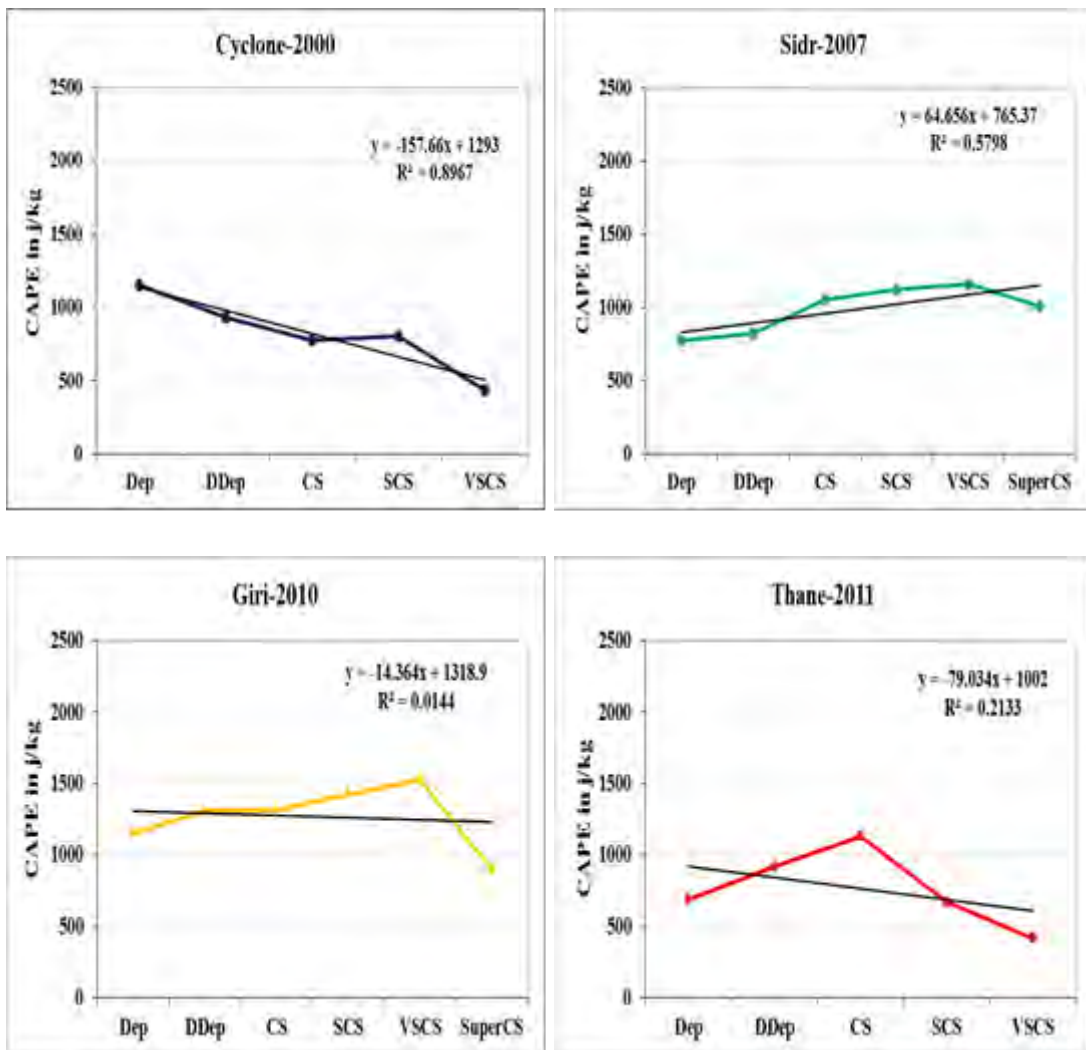 Cyclone-2000
2500
2000
1500
1000
500
0
CAPE in j/kg
y = -157.66x + 1293
R² = 0.8967
Dep DDep CS SCS VSCS
Sidr-2007
2500
2000
1500
1000
500
0
CAPE in j/kg
y = 64.656x + 765.37
R² = 0.5798
Dep DDep CS SCS VSCS SuperCS
Giri-2010
2500
2000
1500
1000
500
0
CAPE in j/kg
y = -14.364x + 1318.9
R² = 0.0144
Dep DDep CS SCS VSCS SuperCS
Thane-2011
2500
2000
1500
1000
500
0
CAPE in j/kg
y = -79.034x + 1002
R² = 0.2133
Dep DDep CS SCS VSCS